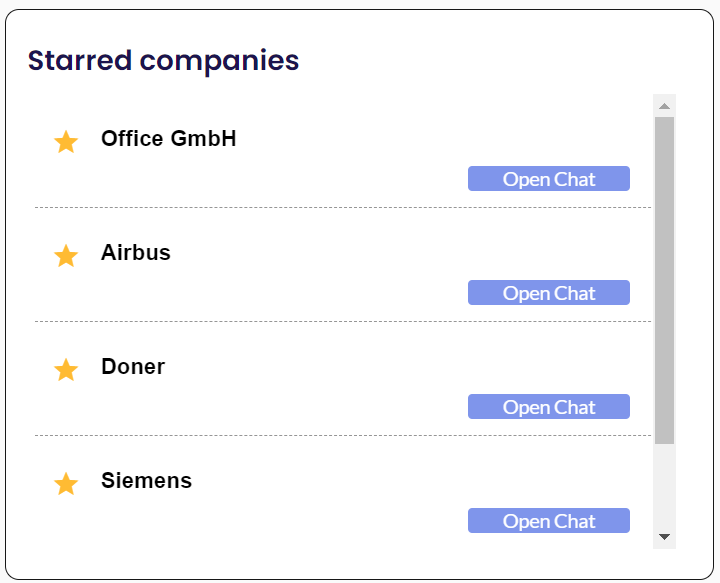 Starred companies
Office GmbH
Open Chat
Airbus
Open Chat
Doner
Open Chat
Siemens
Open Chat